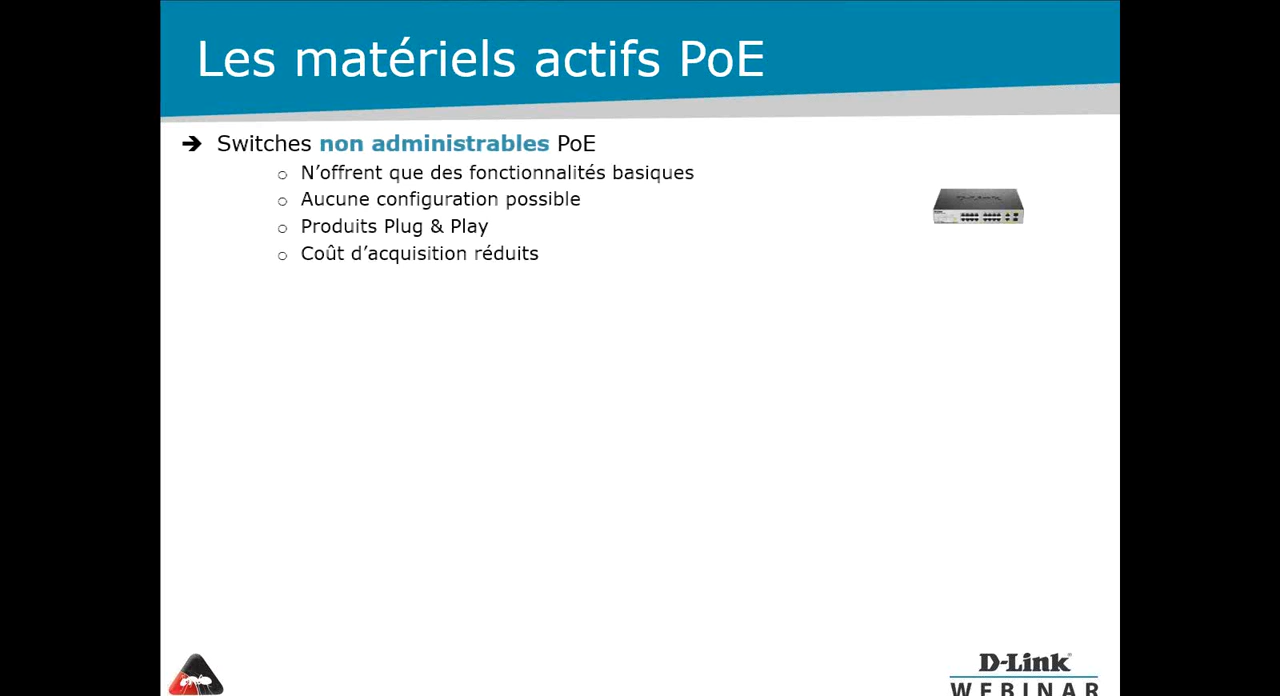 Les matériels actifs PoE
➔ Switches non administrables PoE
○ N’offrent que des fonctionnalités basiques
○ Aucune configuration possible
○ Produits Plug & Play
○ Coût d’acquisition réduits
D-Link
D-Link®
WEBINAR